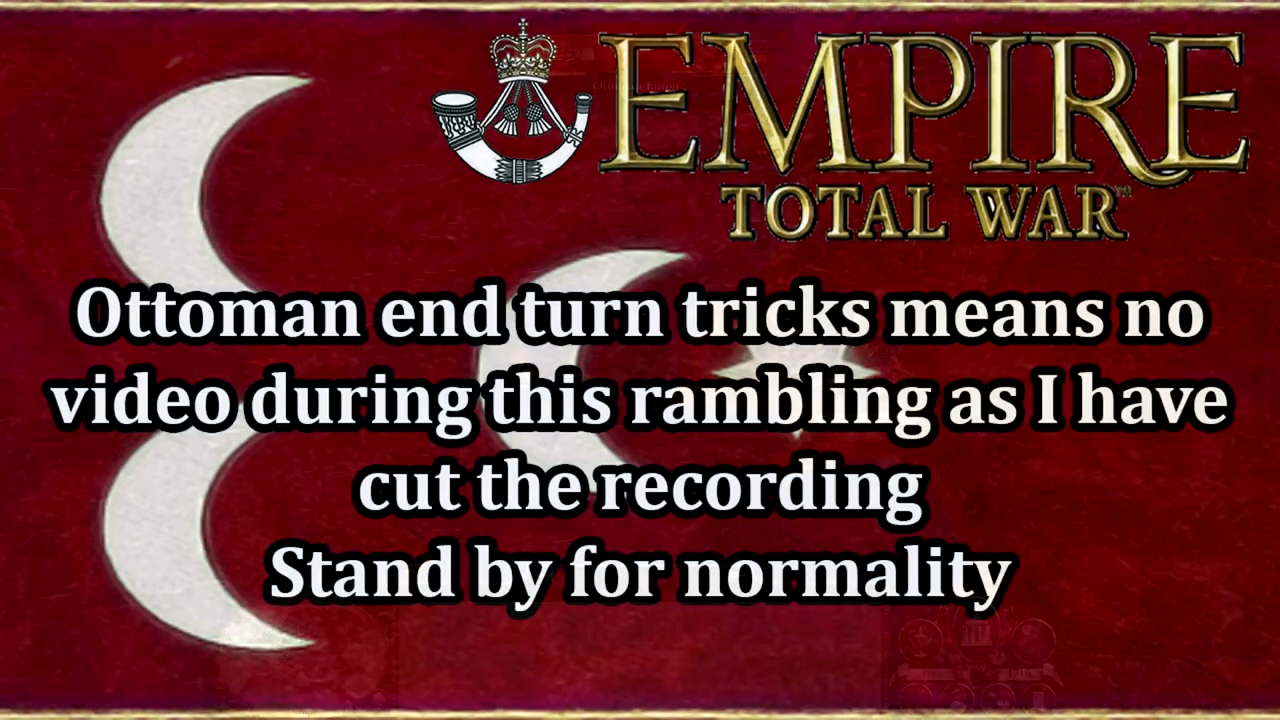 EMPIRE
TOTAL WAR™
Ottoman end turn tricks means no
video during this rambling as I have
cut the recording
Stand by for normality